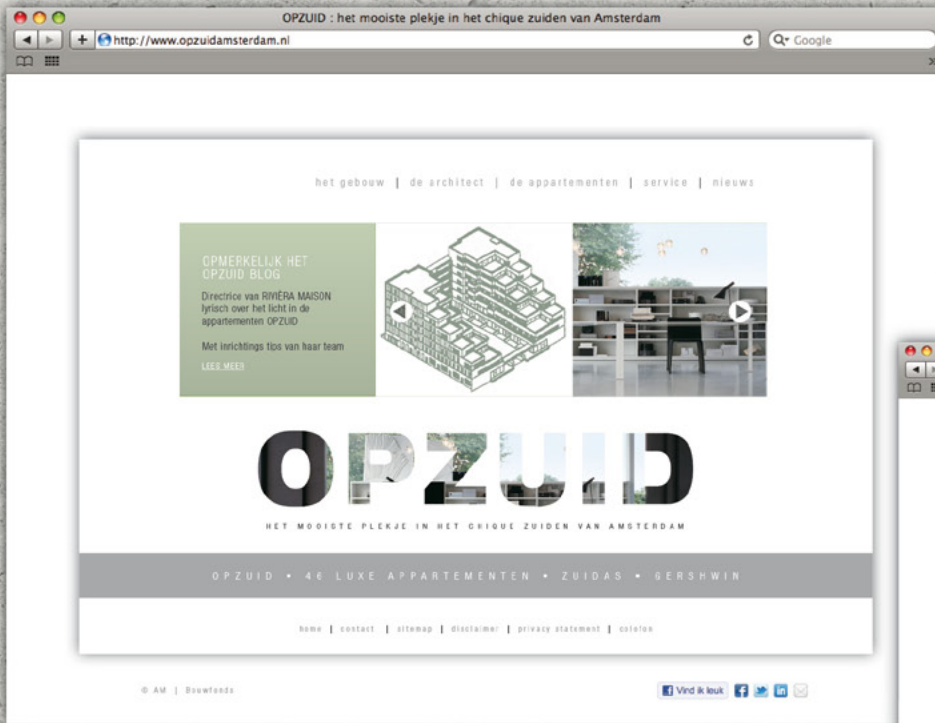 OPZUID : het mooiste plekje in het chique zuiden van Amsterdam
http://www.opzuidamsterdam.nl
Google
het gebouw | de architect | de appartementen | service | nieuws
OPMERKELIJK HET
OPZUID BLOG
Directrice van RIVIÈRA MAISON
lyrisch over het licht in de
appartementen OPZUID
Met inrichtings tips van haar team
LEES MEER
OPZUID
HET MOOISTE PLEKJE IN HET CHIQUE ZUIDEN VAN AMSTERDAM
OPZUID • 46 LUXE APPARTEMENTEN • ZUIDAS • GERSHWIN
home | contact | sitemap | disclaimer | privacy statement | colofon
© AM | Bouwfonds
Vind ik leuk